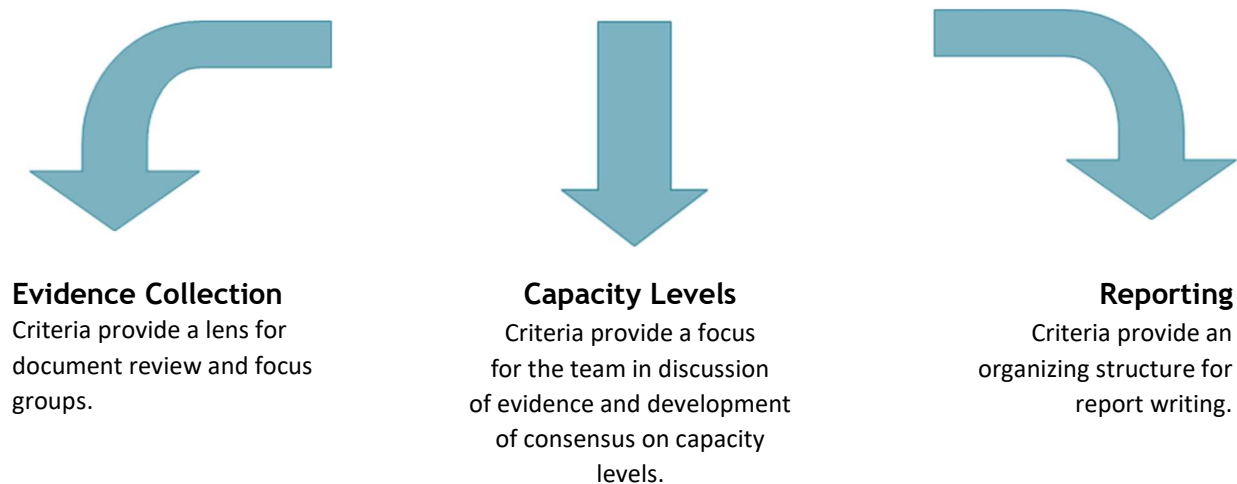 Evidence Collection
Criteria provide a lens for
document review and focus
groups.
Capacity Levels
Criteria provide a focus
for the team in discussion
of evidence and development
of consensus on capacity
levels.
Reporting
Criteria provide an
organizing structure for
report writing.